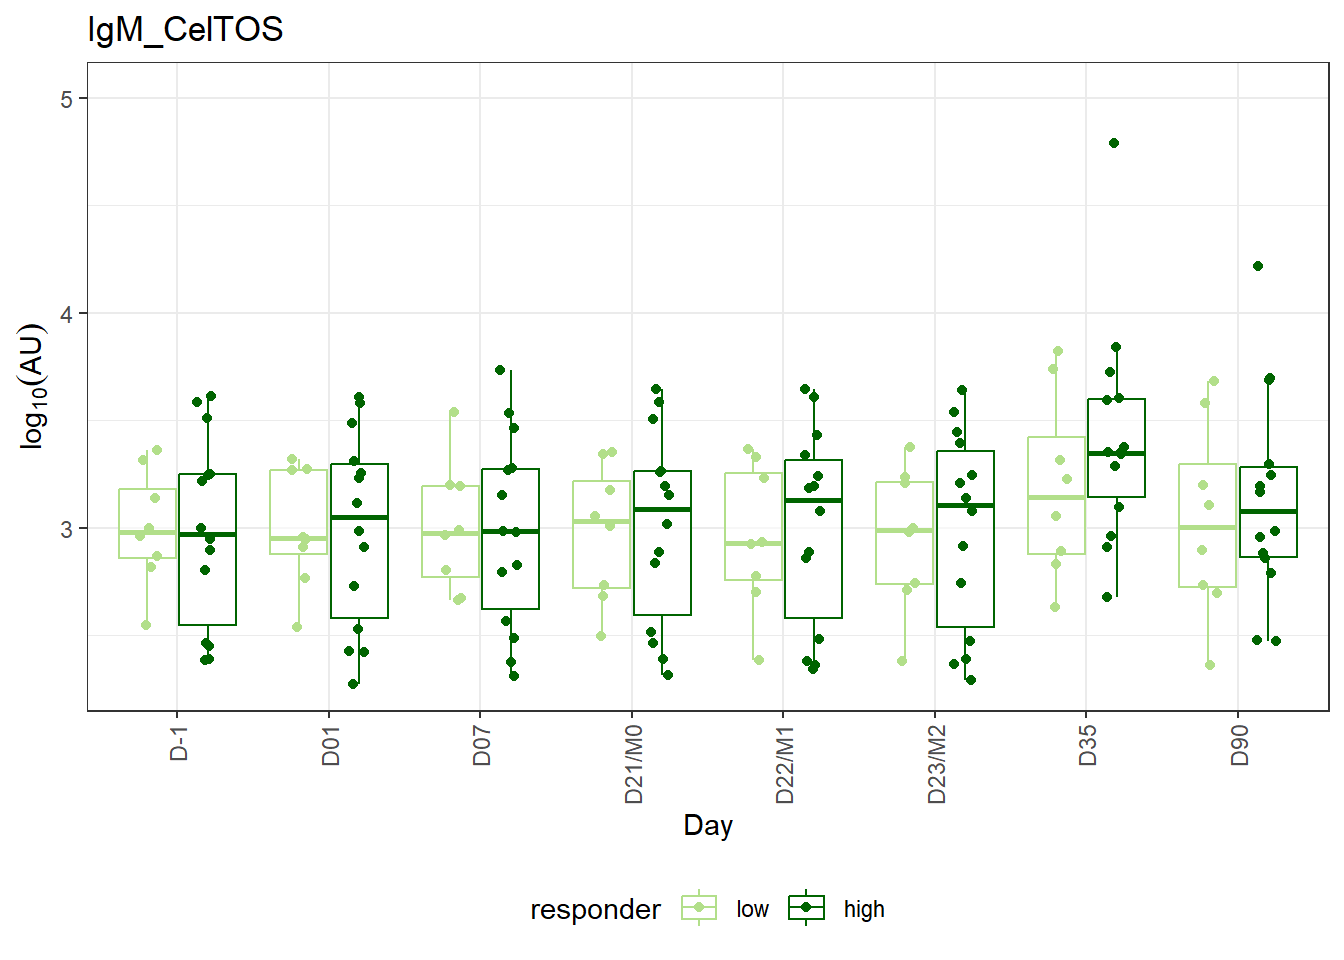 IgM_CelTOS
5
4
3
log10(AU)
D-1
D01
D07
D21/M0
D22/M1
D23/M2
D35
D90
Day
responder low high